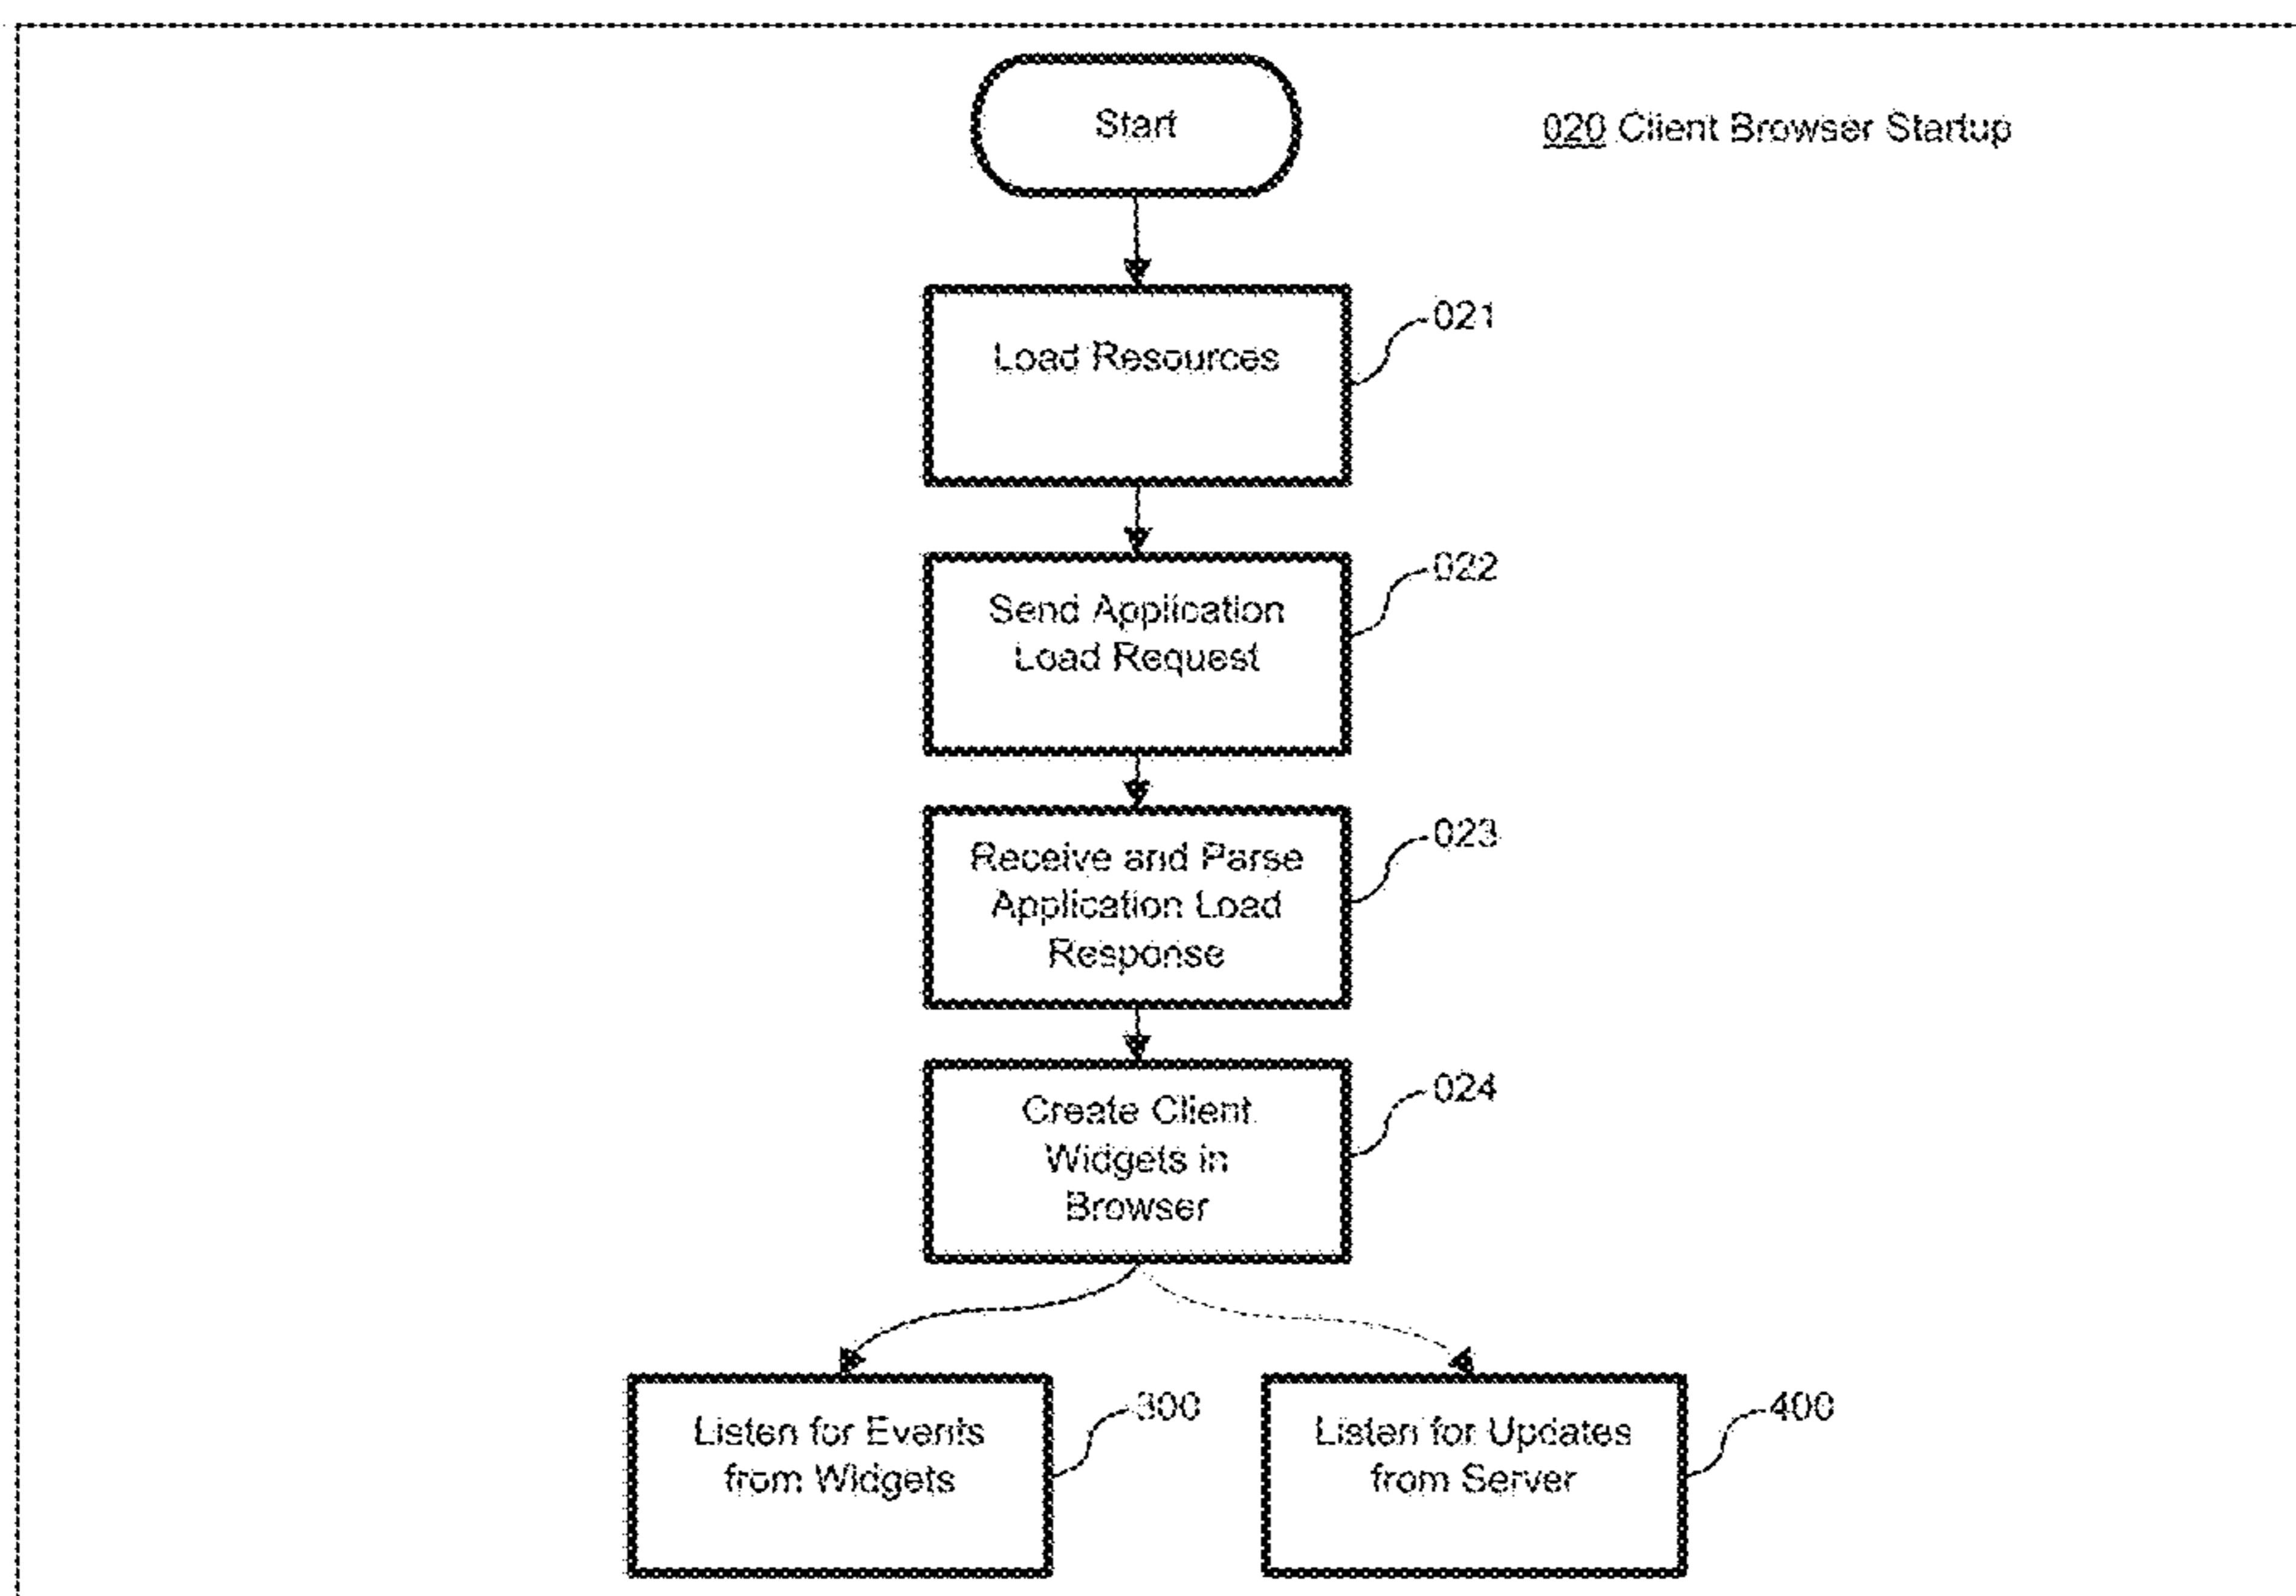 Start
020 Client Browser Startup
021
Load Resources
022
Send Application
Load Request
023
Receive and Parse
Application Load
Response
024
Create Client
Widgets in
Browser
300
Listen for Events
from Widgets
400
Listen for Updates
from Server